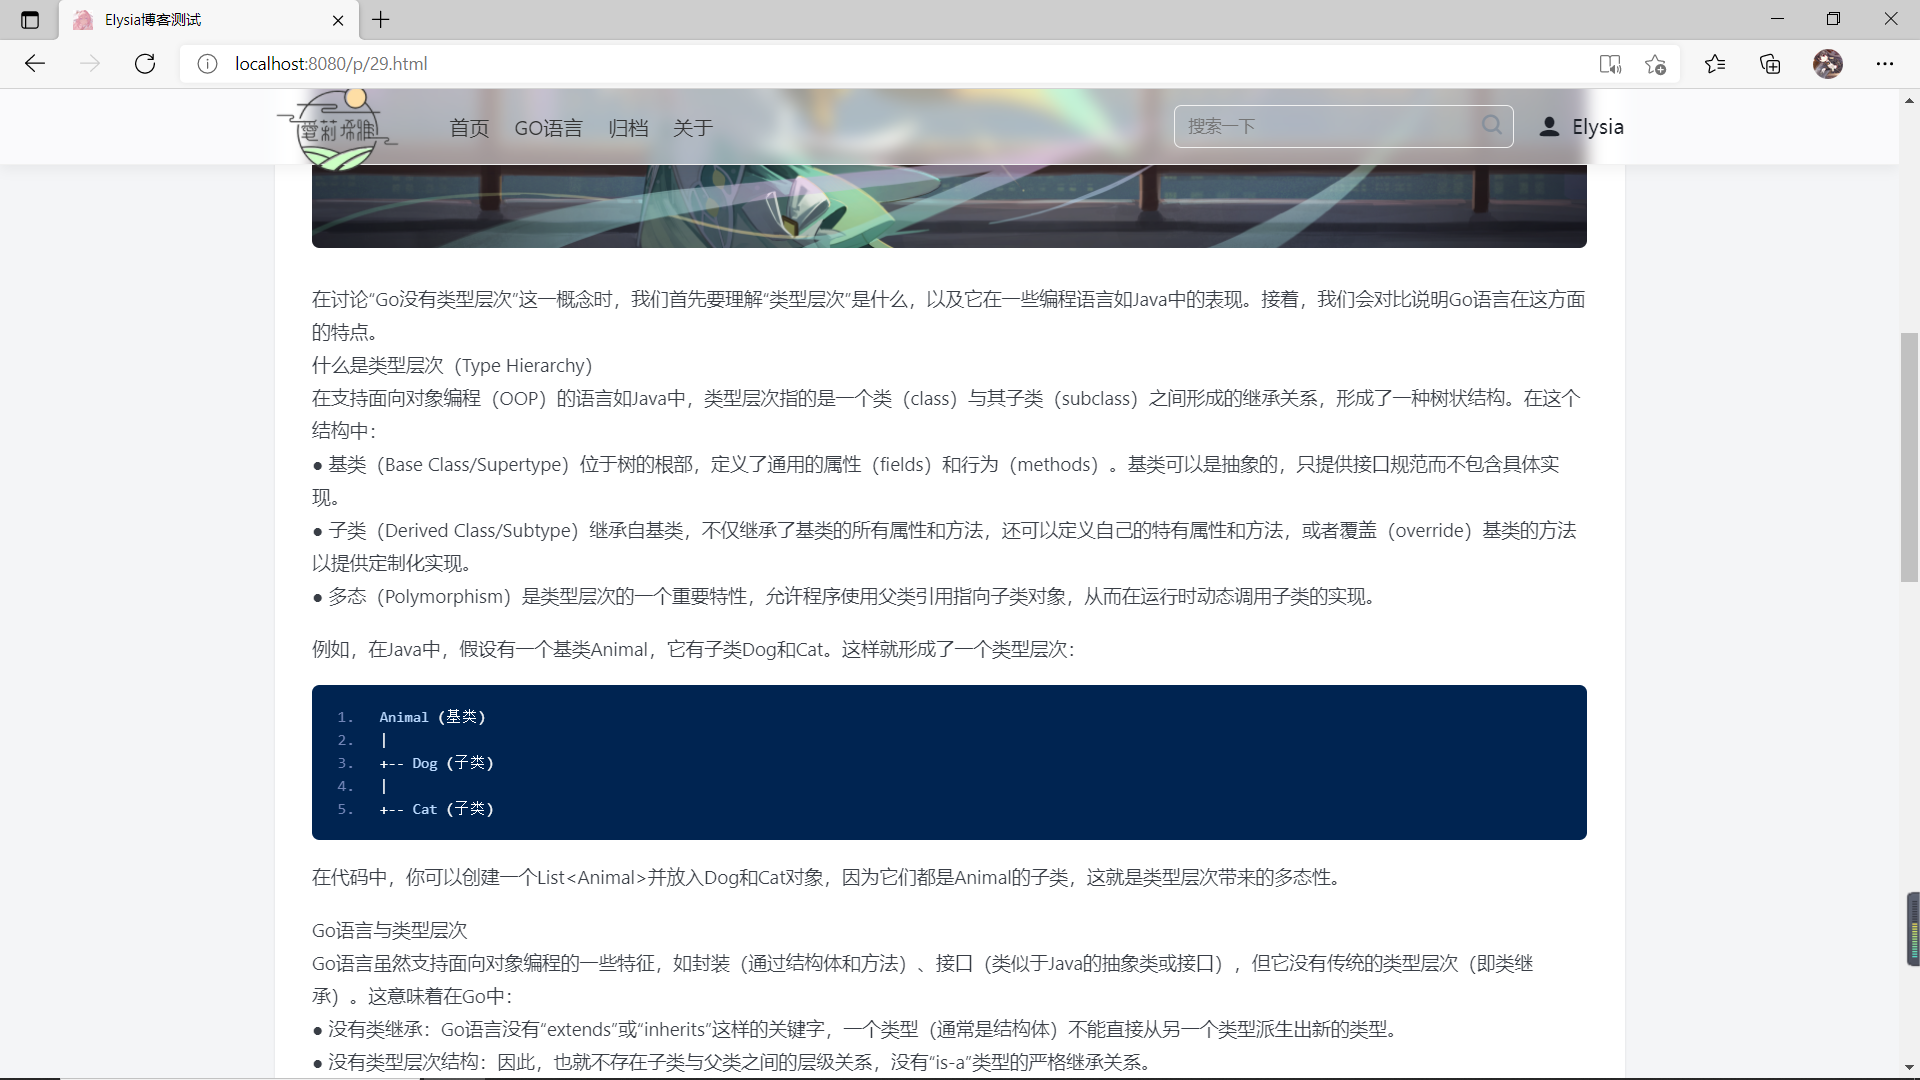 Elysia博客测试
localhost:8080/p/29.html
首页 GO语言 归档 关于
搜索一下
Elysia
在讨论“Go没有类型层次”这一概念时，我们首先要理解“类型层次”是什么，以及它在一些编程语言如Java中的表现。接着，我们会对比说明Go语言在这方面
的特点。
什么是类型层次（Type Hierarchy）
在支持面向对象编程（OOP）的语言如Java中，类型层次指的是一个类（class）与其子类（subclass）之间形成的继承关系，形成了一种树状结构。在这个
结构中：
● 基类（Base Class/Supertype）位于树的根部，定义了通用的属性（fields）和行为（methods）。基类可以是抽象的，只提供接口规范而不包含具体实
现。
● 子类（Derived Class/Subtype）继承自基类，不仅继承了基类的所有属性和方法，还可以定义自己的特有属性和方法，或者覆盖（override）基类的方法
以提供定制化实现。
● 多态（Polymorphism）是类型层次的一个重要特性，允许程序使用父类引用指向子类对象，从而在运行时动态调用子类的实现。
例如，在Java中，假设有一个基类Animal，它有子类Dog和Cat。这样就形成了一个类型层次：
1. Animal (基类)
2. |
3. +-- Dog (子类)
4. |
5. +-- Cat (子类)
在代码中，你可以创建一个List<Animal>并放入Dog和Cat对象，因为它们都是Animal的子类，这就是类型层次带来的多态性。
Go语言与类型层次
Go语言虽然支持面向对象编程的一些特征，如封装（通过结构体和方法）、接口（类似于Java的抽象类或接口），但它没有传统的类型层次（即类继
承）。这意味着在Go中：
● 没有类继承：Go语言没有“extends”或“inherits”这样的关键字，一个类型（通常是结构体）不能直接从另一个类型派生出新的类型。
● 没有类型层次结构：因此，也就不存在子类与父类之间的层级关系，没有“is-a”类型的严格继承关系。